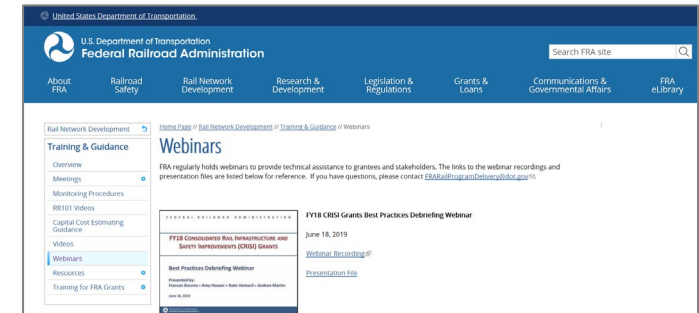 United States Department of Transportation
U.S. Department of Transportation
Federal Railroad Administration
Search FRA site
About FRA
Railroad Safety
Rail Network Development
Research & Development
Legislation & Regulations
Grants & Loans
Communications & Governmental Affairs
FRA eLibrary
Rail Network Development
Home Page // Rail Network Development // Training & Guidance // Webinars
Training & Guidance
Overview
Meetings
Monitoring Procedures
RR101 Videos
Capital Cost Estimating
Guidance
Videos
Webinars
Resources
Training for FRA Grants
Webinars
FRA regularly holds webinars to provide technical assistance to grantees and stakeholders. The links to the webinar recordings and
presentation files are listed below for reference. If you have questions, please contact FRARailProgramDelivery@dot.gov.
FEDERAL RAILROAD ADMINISTRATION
FY18 CONSOLIDATED RAIL INFRASTRUCTURE AND
SAFETY IMPROVEMENTS (CRISI) GRANTS
Best Practices Debriefing Webinar
Presented by:
Frances Bourne • Amy Houser • Nate • Andrea Martin
June 18, 2019
FY18 CRISI Grants Best Practices Debriefing Webinar
June 18, 2019
Webinar Recording
Presentation File